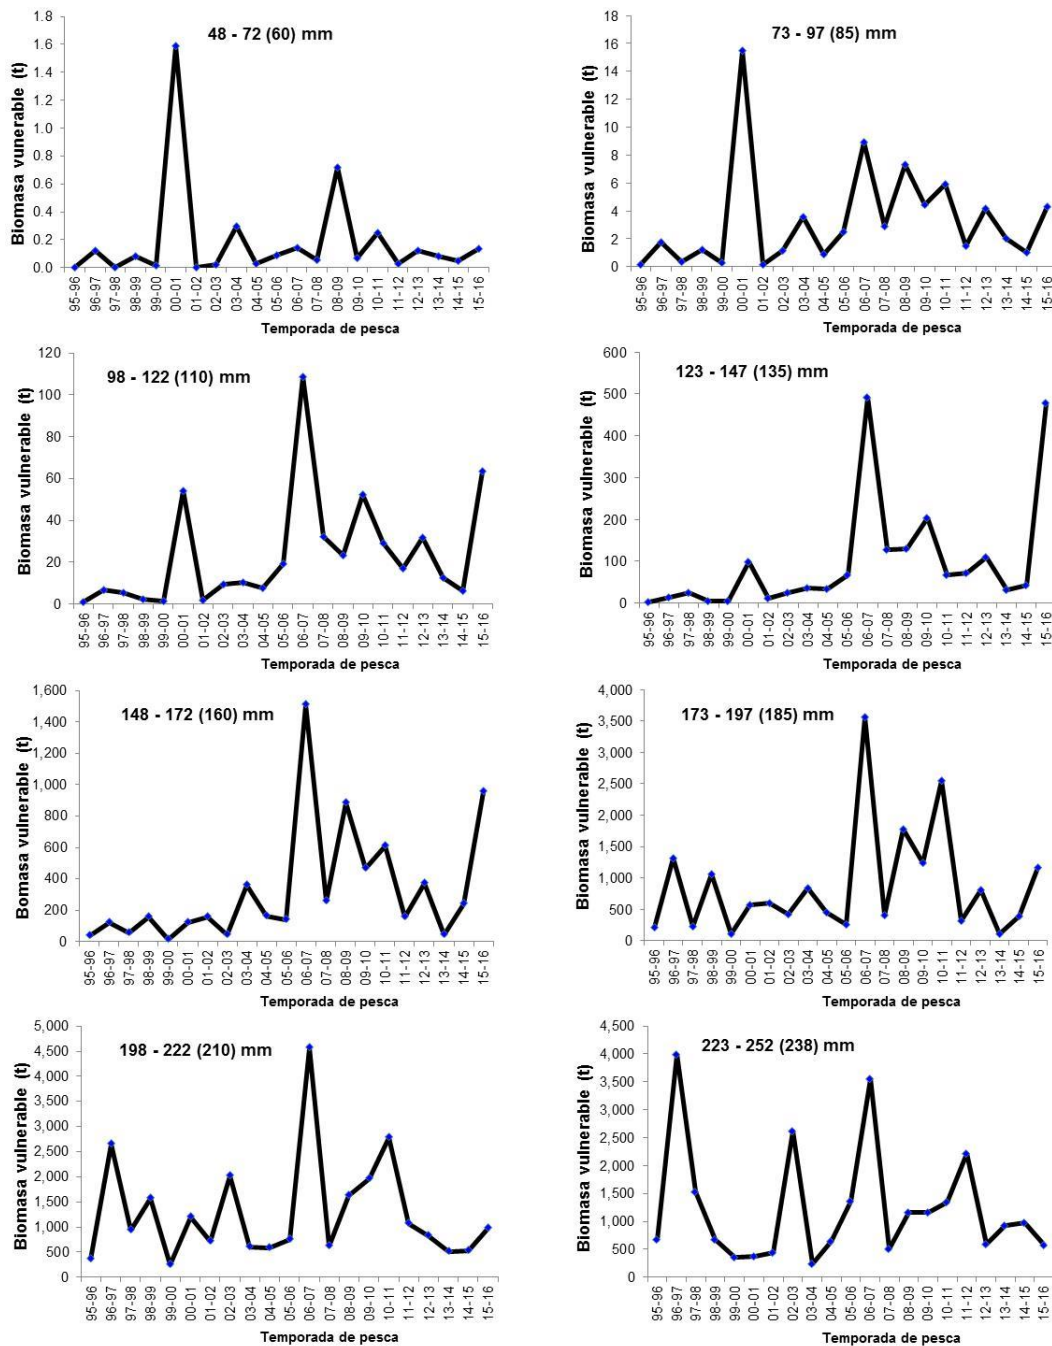 48 - 72 (60) mm
Biomasa vunerable (t)
1.8
1.6
1.4
1.2
1.0
0.8
0.6
0.4
0.2
0.0
95-96 96-97 97-98 98-99 99-00 00-01 01-02 02-03 03-04 04-05 05-06 06-07 07-08 08-09 09-10 10-11 11-12 12-13 13-14 14-15 15-16
Temporada de pesca
73 - 97 (85) mm
Biomasa vulnerable (t)
18
16
14
12
10
8
6
4
2
0
95-96 96-97 97-98 98-99 99-00 00-01 01-02 02-03 03-04 04-05 05-06 06-07 07-08 08-09 09-10 10-11 11-12 12-13 13-14 14-15 15-16
Temporada de pesca
98 - 122 (110) mm
Biomasa vulnerable (t)
120
100
80
60
40
20
0
95-96 96-97 97-98 98-99 99-00 00-01 01-02 02-03 03-04 04-05 05-06 06-07 07-08 08-09 09-10 10-11 11-12 12-13 13-14 14-15 15-16
Temporada de pesca
123 - 147 (135) mm
Biomasa vulnerable (t)
600
500
400
300
200
100
0
95-96 96-97 97-98 98-99 99-00 00-01 01-02 02-03 03-04 04-05 05-06 06-07 07-08 08-09 09-10 10-11 11-12 12-13 13-14 14-15 15-16
Temporada de pesca
148 - 172 (160) mm
Bomasa vulnerable (t)
1,600
1,400
1,200
1,000
800
600
400
200
0
95-96 96-97 97-98 98-99 99-00 00-01 01-02 02-03 03-04 04-05 05-06 06-07 07-08 08-09 09-10 10-11 11-12 12-13 13-14 14-15 15-16
Temporada de pesca
173 - 197 (185) mm
Biomasa vulnerable (t)
4,000
3,500
3,000
2,500
2,000
1,500
1,000
500
0
95-96 96-97 97-98 98-99 99-00 00-01 01-02 02-03 03-04 04-05 05-06 06-07 07-08 08-09 09-10 10-11 11-12 12-13 13-14 14-15 15-16
Temporada de pesca
198 - 222 (210) mm
Biomasa vulnerable (t)
5,000
4,500
4,000
3,500
3,000
2,500
2,000
1,500
1,000
500
0
95-96 96-97 97-98 98-99 99-00 00-01 01-02 02-03 03-04 04-05 05-06 06-07 07-08 08-09 09-10 10-11 11-12 12-13 13-14 14-15 15-16
Temporada de pesca
223 - 252 (238) mm
Biomasa vulnerable (t)
4,500
4,000
3,500
3,000
2,500
2,000
1,500
1,000
500
0
95-96 96-97 97-98 98-99 99-00 00-01 01-02 02-03 03-04 04-05 05-06 06-07 07-08 08-09 09-10 10-11 11-12 12-13 13-14 14-15 15-16
Temporada de pesca